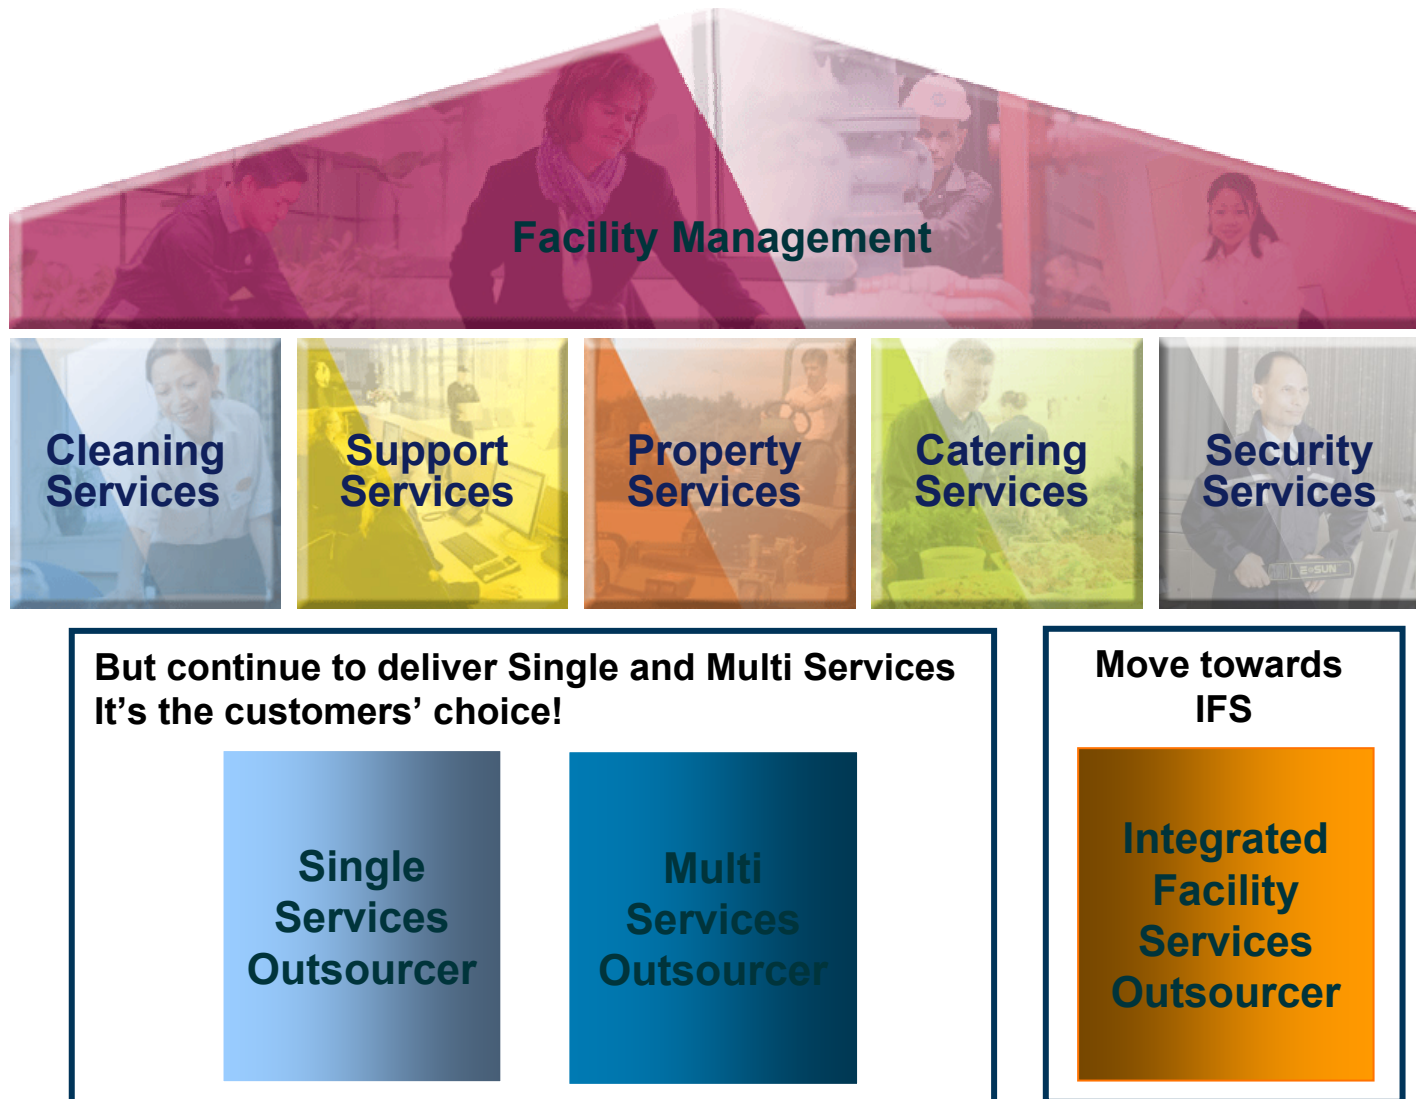 Facility Management
Cleaning
Services
Support
Services
Property
Services
Catering
Services
Security
Services
E-SUN
But continue to deliver Single and Multi Services
It’s the customers’ choice!
Single
Services
Outsourcer
Multi
Services
Outsourcer
Move towards
IFS
Integrated
Facility
Services
Outsourcer